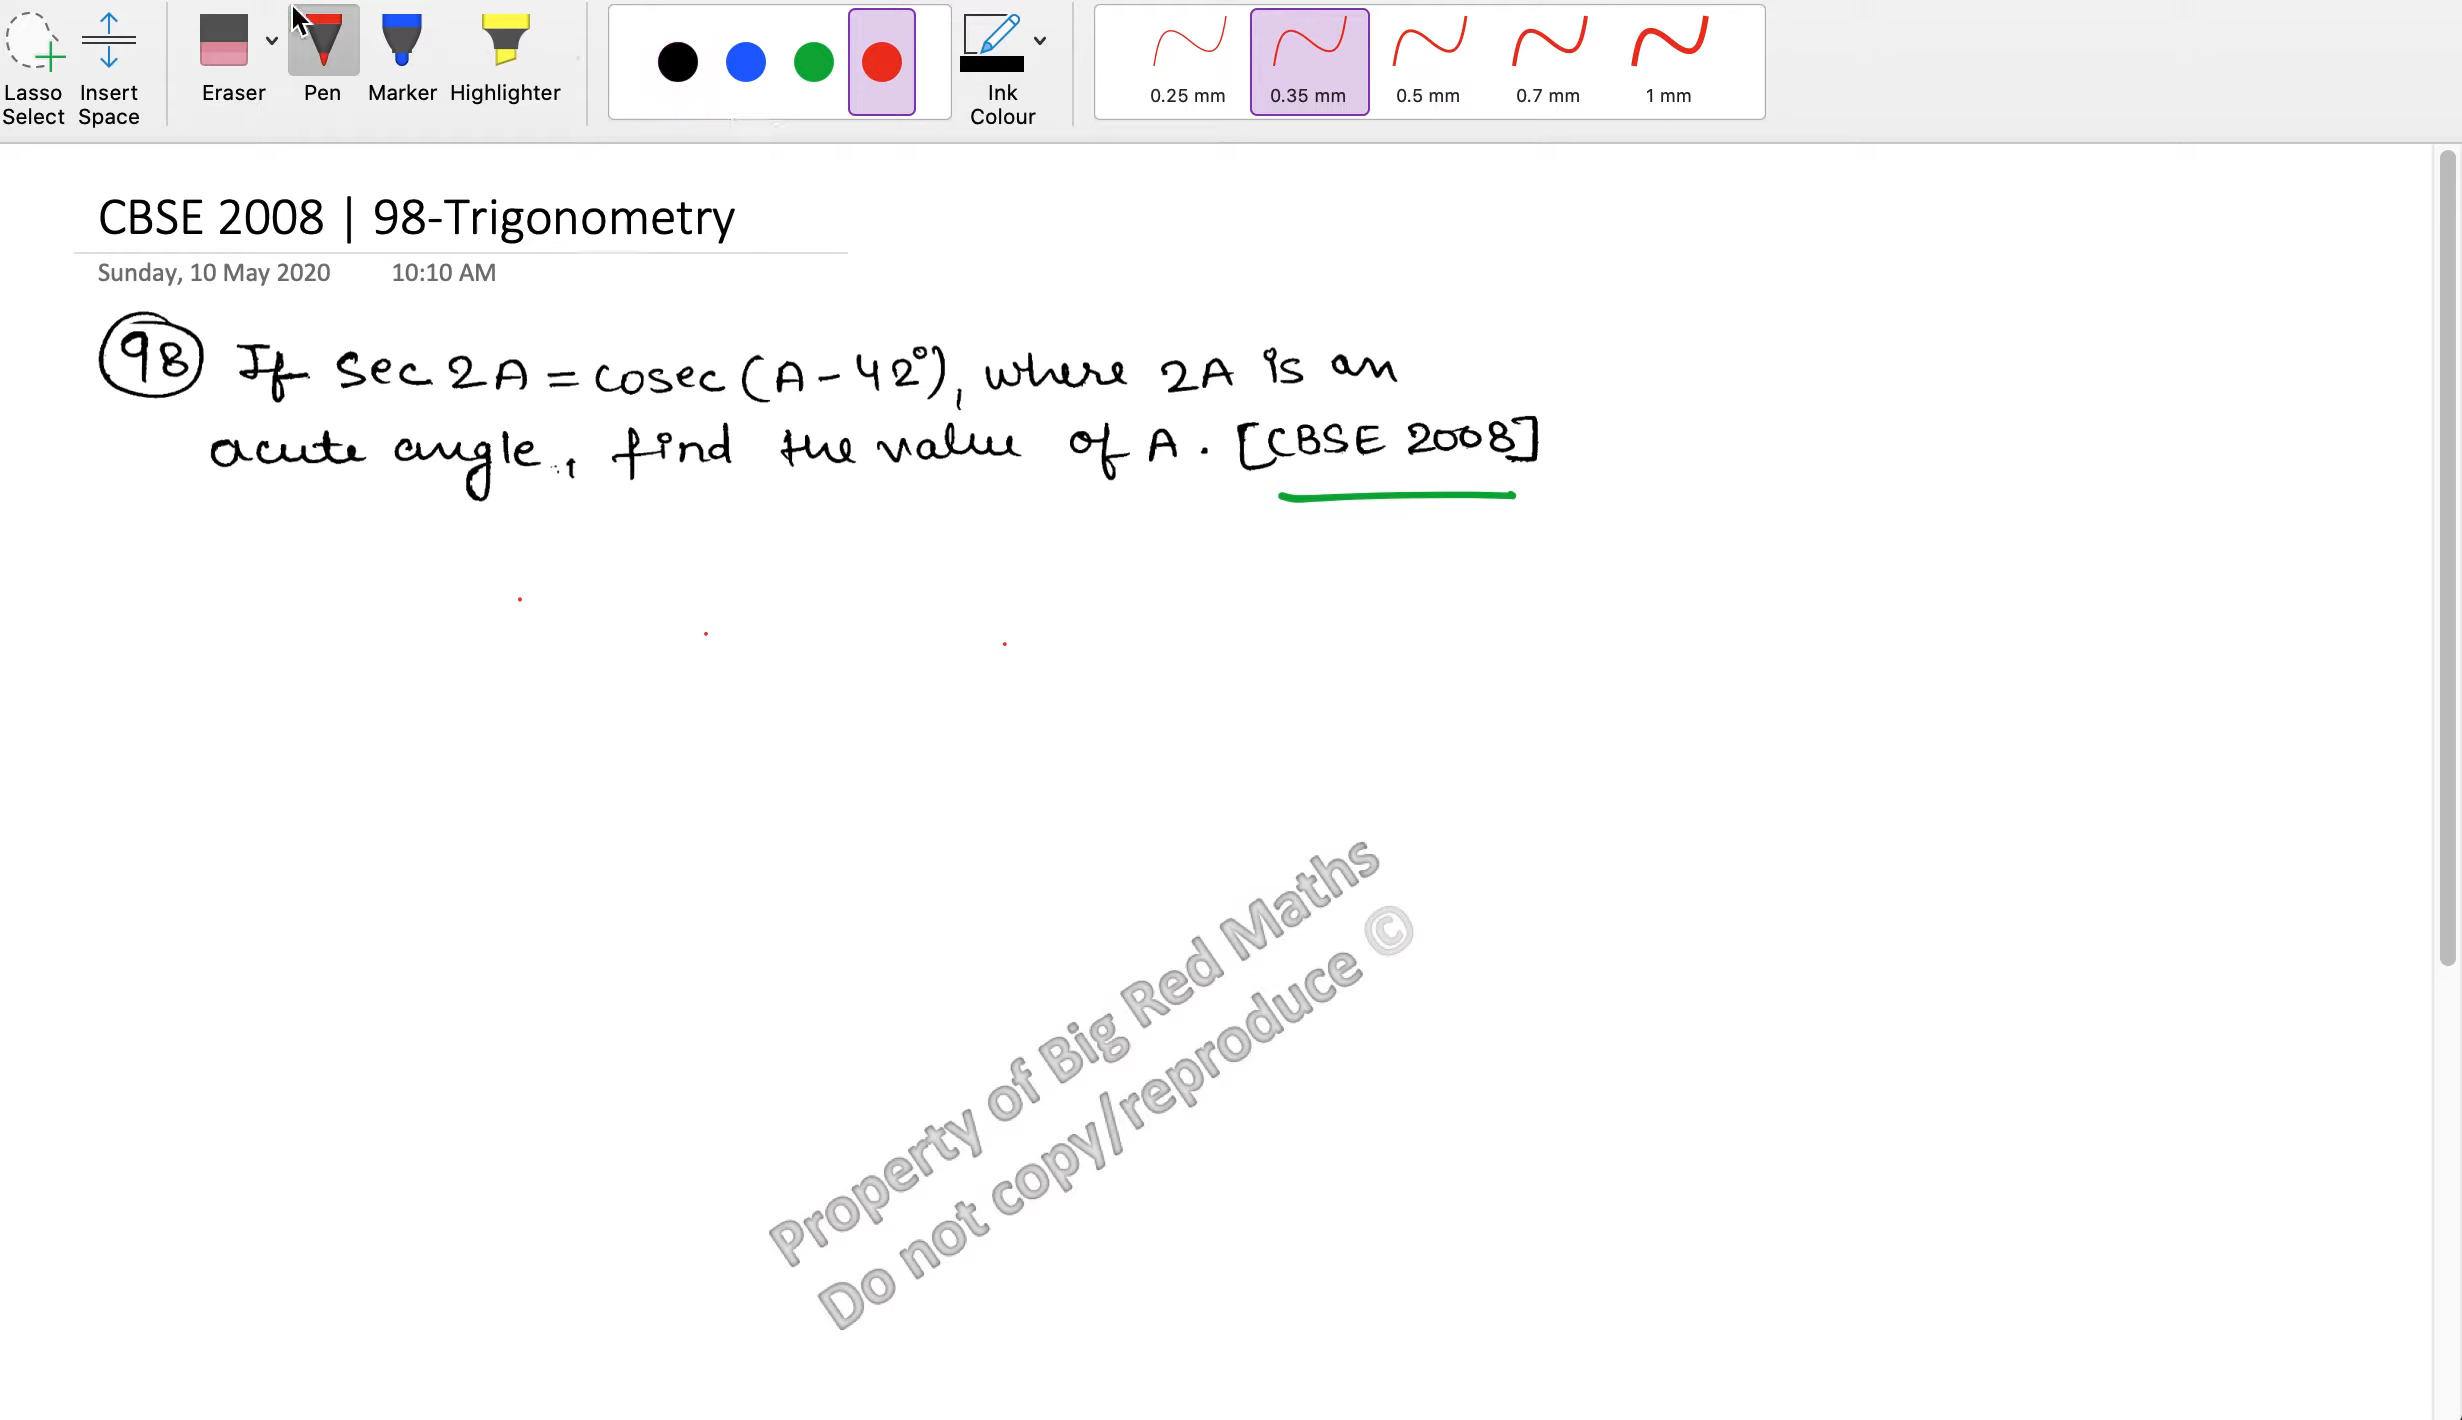 Lasso Select
Insert Space
Eraser
Pen
Marker
Highlighter
Ink Colour
0.25 mm
0.35 mm
0.5 mm
0.7 mm
1 mm
CBSE 2008 | 98-Trigonometry
Sunday, 10 May 2020 10:10 AM
98 If Sec 2A = cosec (A - 42°), where 2A is an
acute angle, find the value of A. [CBSE 2008]
Property of Big Red Maths
Do not copy/reproduce ©